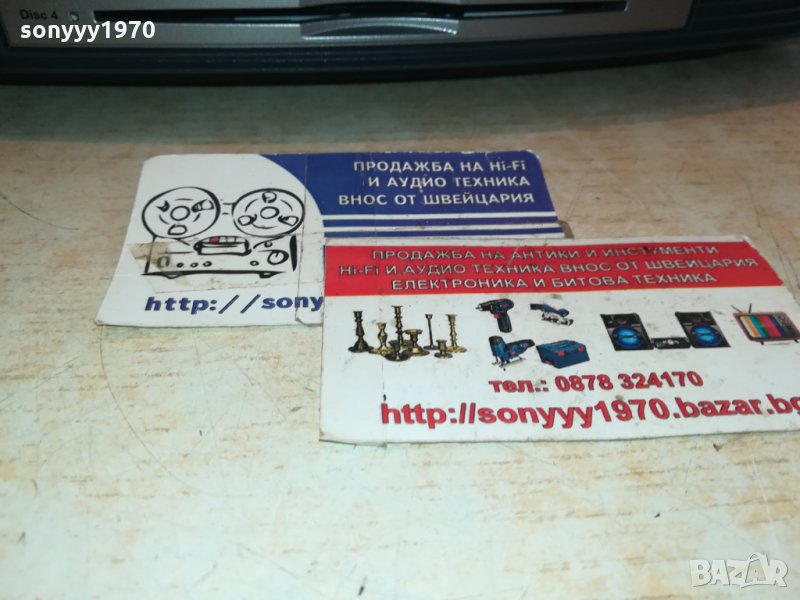 Disc 4
sonyyy1970
ПРОДАЖБА НА Hi-Fi
И АУДИО ТЕХНИКА
ВНОС ОТ ШВЕЙЦАРИЯ
http://sony
ПРОДАЖБА НА АНТИКИ И ИНСТРУМЕНТИ
Hi-Fi И АУДИО ТЕХНИКА ВНОС ОТ ШВЕЙЦАРИЯ
ЕЛЕКТРОНИКА И БИТОВА ТЕХНИКА
тел.: 0878 324170
http://sonyyy1970.bazar.bg
BAZAR